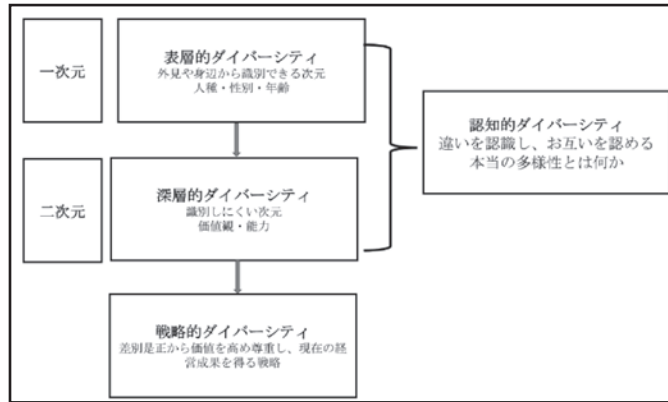 一次元
表層的ダイバーシティ
外見や身辺から識別できる次元
人種・性別・年齢
認知的ダイバーシティ
違いを認識し、お互いを認める
本当の多様性とは何か
二次元
深層的ダイバーシティ
識別しにくい次元
価値観・能力
戦略的ダイバーシティ
差別是正から価値を高め尊重し、現在の経
営成果を得る戦略